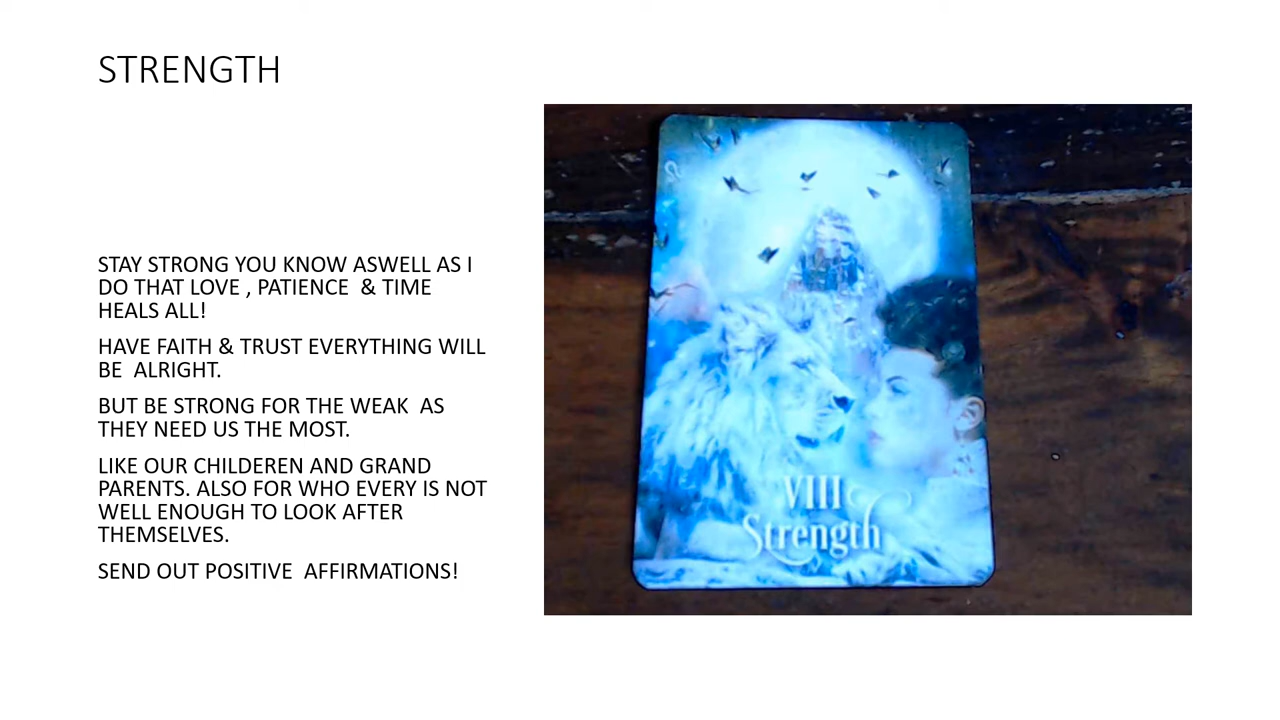 STRENGTH
STAY STRONG YOU KNOW ASWELL AS I
DO THAT LOVE , PATIENCE  & TIME
HEALS ALL!
HAVE FAITH & TRUST EVERYTHING WILL
BE  ALRIGHT.
BUT BE STRONG FOR THE WEAK  AS
THEY NEED US THE MOST.
LIKE OUR CHILDEREN AND GRAND
PARENTS. ALSO FOR WHO EVERY IS NOT
WELL ENOUGH TO LOOK AFTER
THEMSELVES.
SEND OUT POSITIVE  AFFIRMATIONS!
VIII
Strength